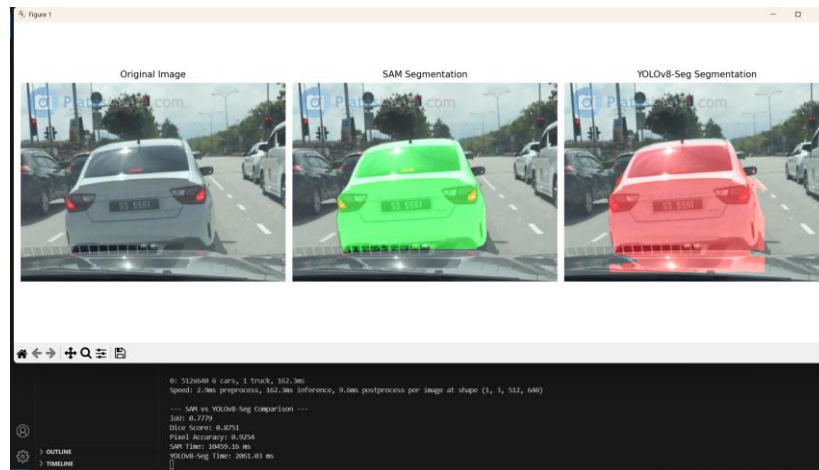 Figure 1
Original Image
SAM Segmentation
YOLOv8-Seg Segmentation
.com
.com
.com
SS 5551
SS 5551
SS 5551
0: 512x640 6 cars, 1 truck, 162.3ms
Speed: 2.9ms preprocess, 162.3ms inference, 9.6ms postprocess per image at shape (1, 3, 512, 640)
--- SAM vs YOLOv8-Seg Comparison ---
IoU: 0.7779
Dice Score: 0.8751
Pixel Accuracy: 0.9254
SAM Time: 10459.16 ms
YOLOv8-Seg Time: 2061.03 ms
OUTLINE
TIMELINE